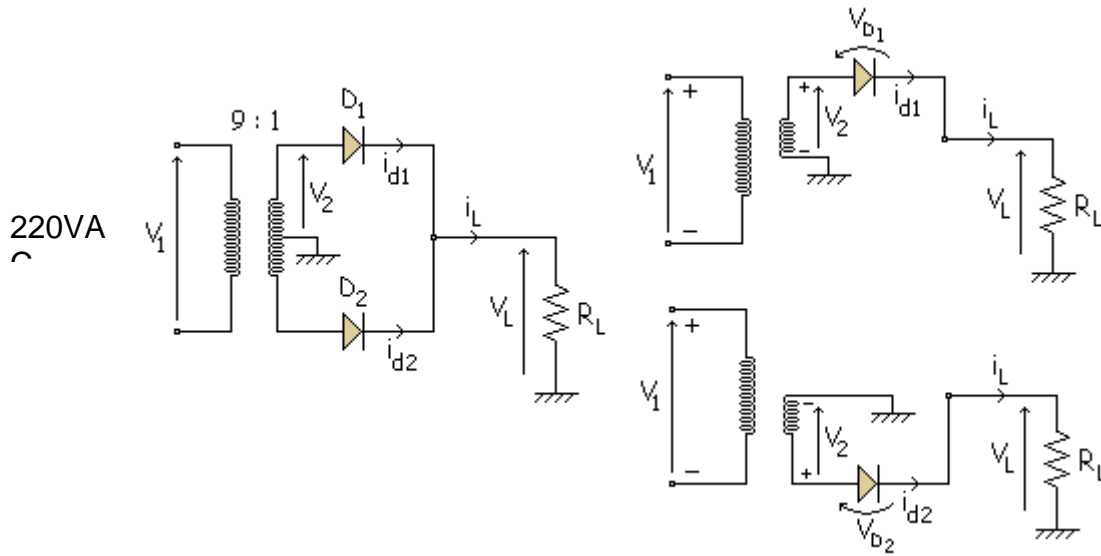 220VA
9 : 1
V1
V2
D1
id1
D2
id2
iL
VL
RL
VD1
+
id1
V1
+
-
V2
-
iL
VL
RL
+
V1
-
-
V2
+
id2
VD2
iL
VL
RL